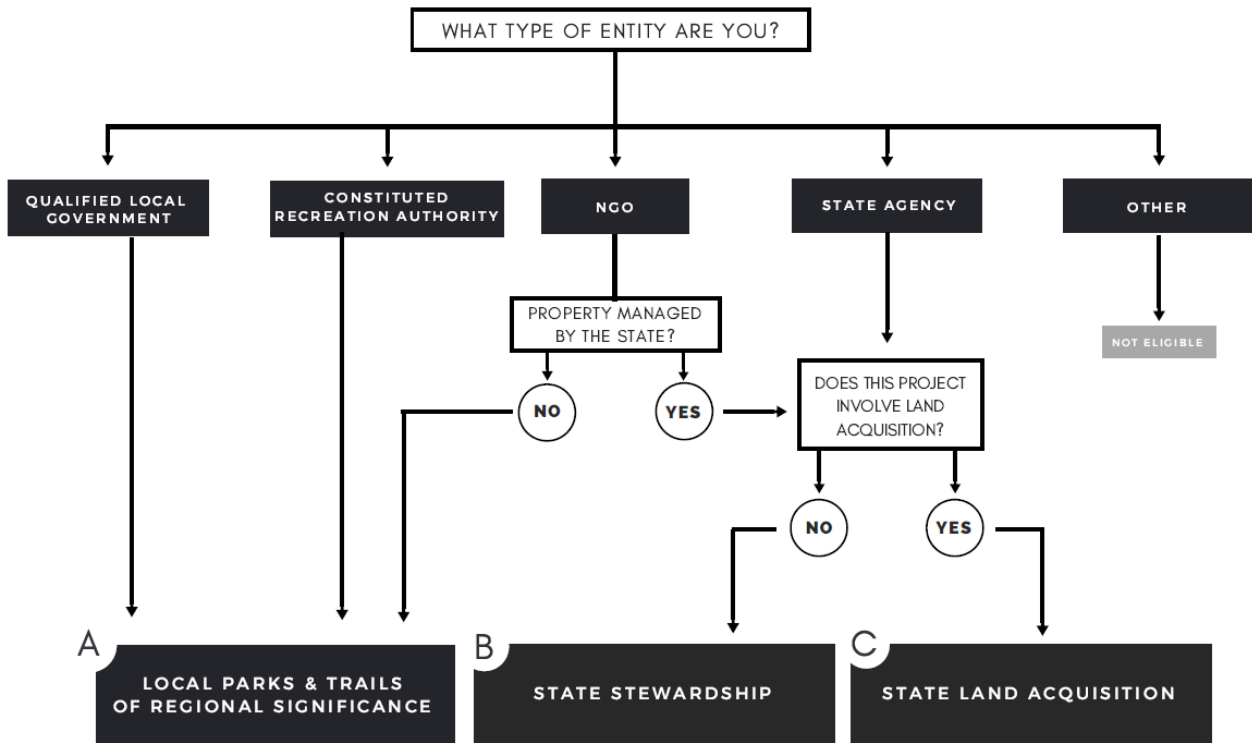 WHAT TYPE OF ENTITY ARE YOU?
QUALIFIED LOCAL
GOVERNMENT
CONSTITUTED
RECREATION AUTHORITY
NGO
STATE AGENCY
OTHER
PROPERTY MANAGED
BY THE STATE?
NOT ELIGIBLE
DOES THIS PROJECT
INVOLVE LAND
ACQUISITION?
NO
YES
NO
YES
A
LOCAL PARKS & TRAILS
OF REGIONAL SIGNIFICANCE
B
STATE STEWARDSHIP
C
STATE LAND ACQUISITION